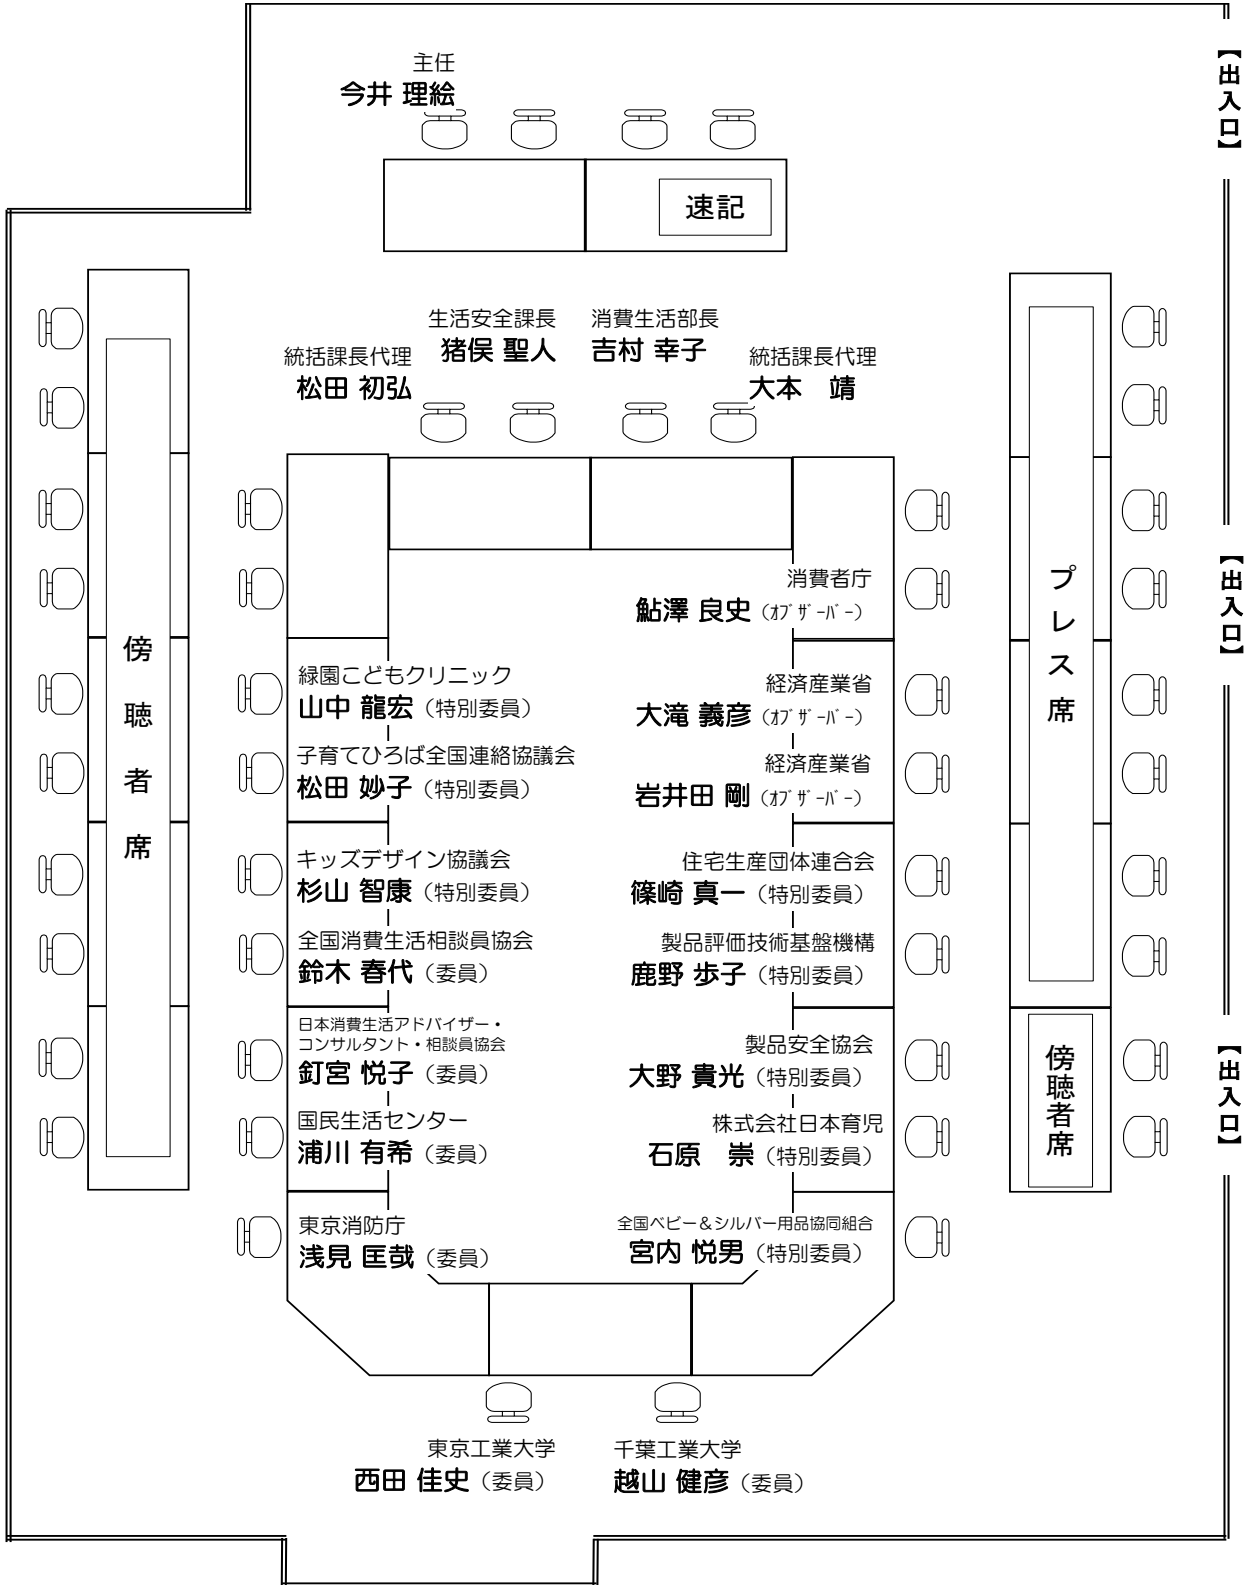 【出入口】
主任
今井 理絵
速記
生活安全課長
猪俣 聖人
消費生活部長
吉村 幸子
統括課長代理
松田 初弘
統括課長代理
大本　靖
傍聴者席
プレス席
【出入口】
消費者庁
鮎澤 良史（ｵﾌﾞｻﾞｰﾊﾞｰ）
緑園こどもクリニック
山中 龍宏（特別委員）
経済産業省
大滝 義彦（ｵﾌﾞｻﾞｰﾊﾞｰ）
子育てひろば全国連絡協議会
松田 妙子（特別委員）
経済産業省
岩井田 剛（ｵﾌﾞｻﾞｰﾊﾞｰ）
キッズデザイン協議会
杉山 智康（特別委員）
住宅生産団体連合会
篠崎 真一（特別委員）
全国消費生活相談員協会
鈴木 春代（委員）
製品評価技術基盤機構
鹿野 歩子（特別委員）
日本消費生活アドバイザー・
コンサルタント・相談員協会
釘宮 悦子（委員）
製品安全協会
大野 貴光（特別委員）
傍聴者席
【出入口】
国民生活センター
浦川 有希（委員）
株式会社日本育児
石原　崇（特別委員）
東京消防庁
浅見 匡哉（委員）
全国ベビー＆シルバー用品協同組合
宮内 悦男（特別委員）
東京工業大学
西田 佳史（委員）
千葉工業大学
越山 健彦（委員）